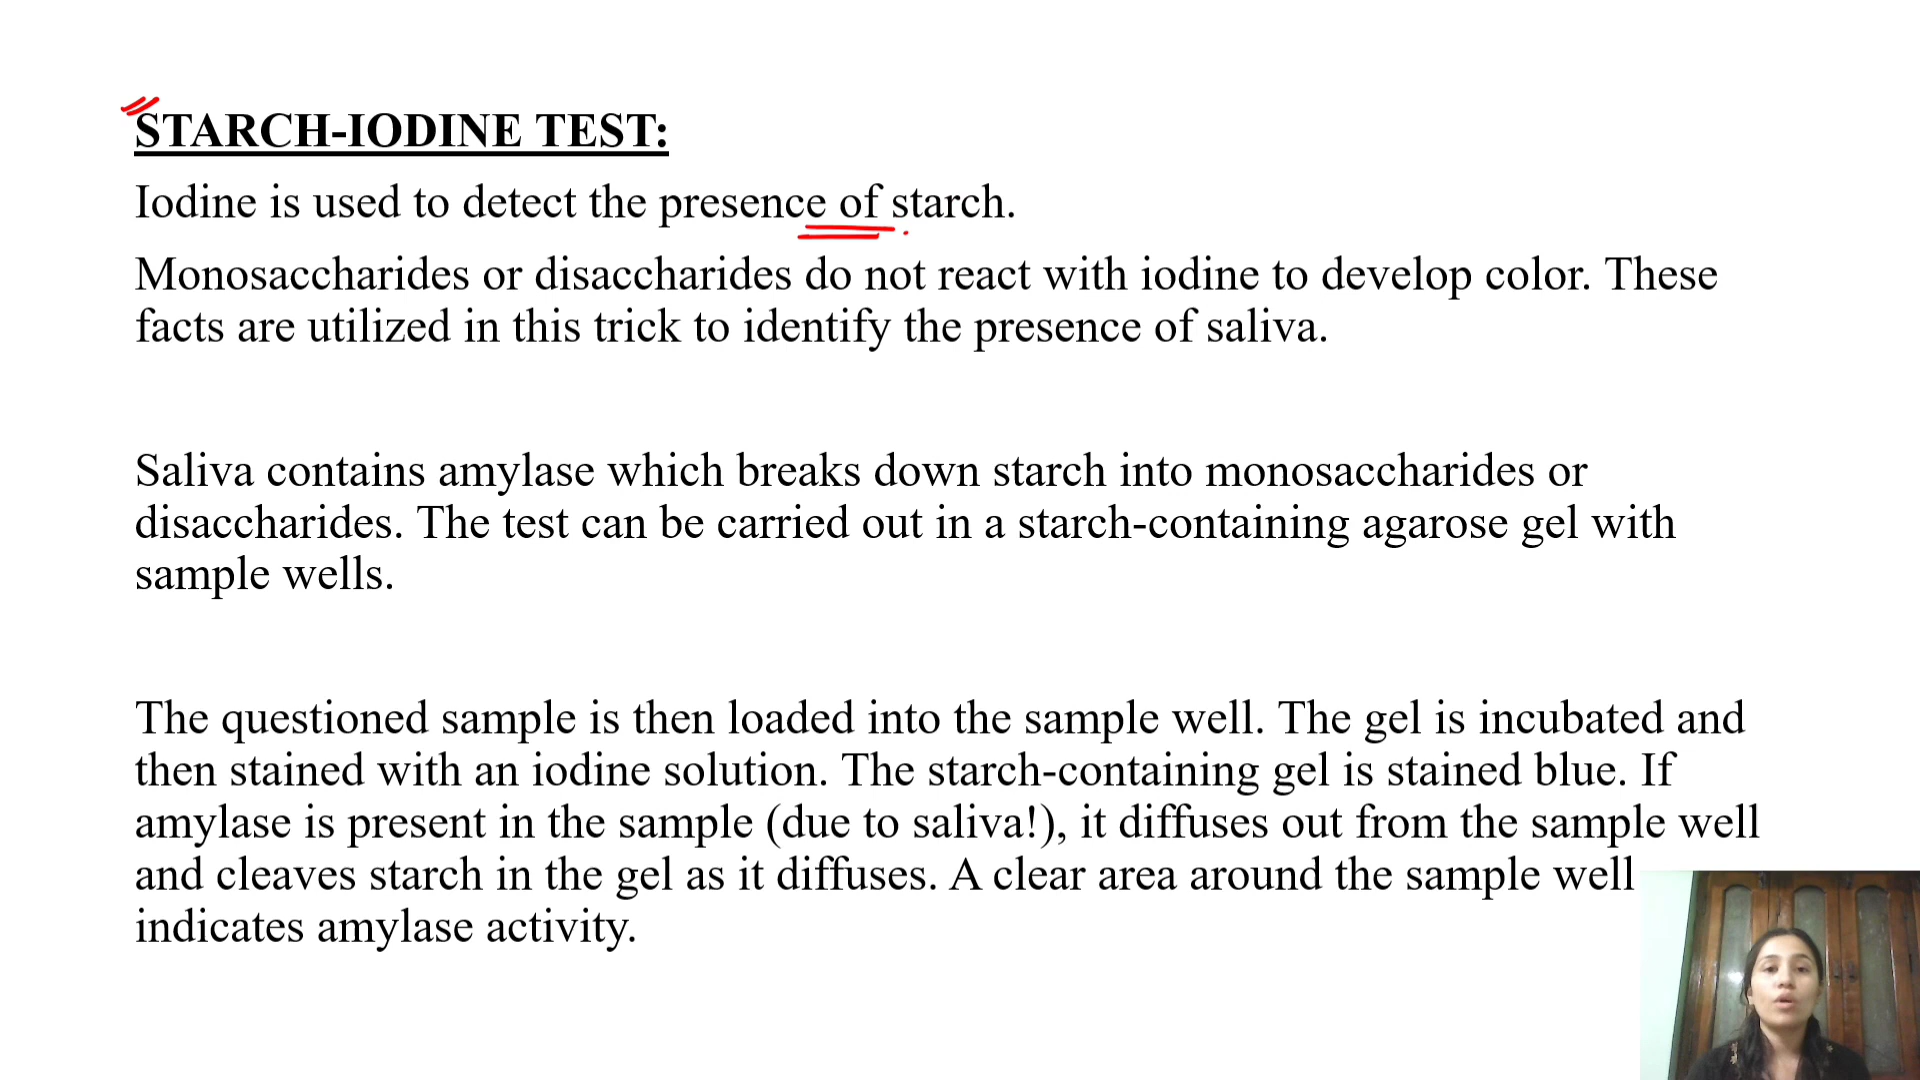 STARCH-IODINE TEST:
Iodine is used to detect the presence of starch.
Monosaccharides or disaccharides do not react with iodine to develop color. These
facts are utilized in this trick to identify the presence of saliva.
Saliva contains amylase which breaks down starch into monosaccharides or
disaccharides. The test can be carried out in a starch-containing agarose gel with
sample wells.
The questioned sample is then loaded into the sample well. The gel is incubated and
then stained with an iodine solution. The starch-containing gel is stained blue. If
amylase is present in the sample (due to saliva!), it diffuses out from the sample well
and cleaves starch in the gel as it diffuses. A clear area around the sample well
indicates amylase activity.